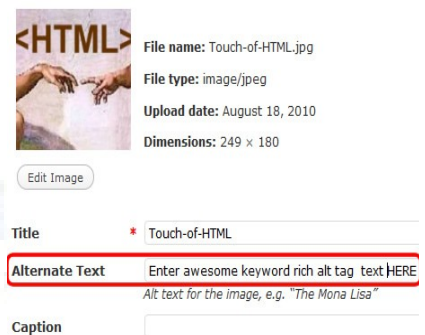 <HTML>
File name: Touch-of-HTML.jpg
File type: image/jpeg
Upload date: August 18, 2010
Dimensions: 249 × 180
Edit Image
Title * Touch-of-HTML
Alternate Text Enter awesome keyword rich alt tag text HERE
Alt text for the image, e.g. "The Mona Lisa"
Caption